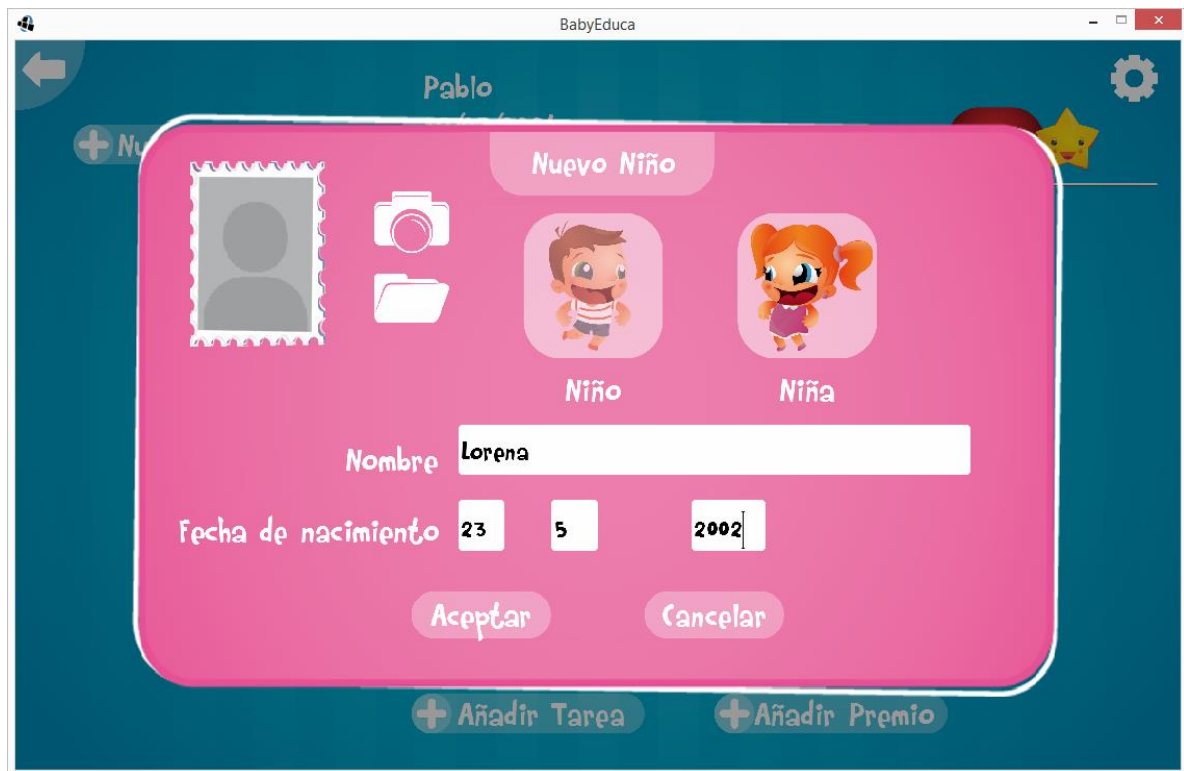 BabyEduca
Pablo
Nuevo Niño
Niño
Niña
Nombre
Lorena
Fecha de nacimiento
23
5
2002
Aceptar
Cancelar
Añadir Tarea
Añadir Premio